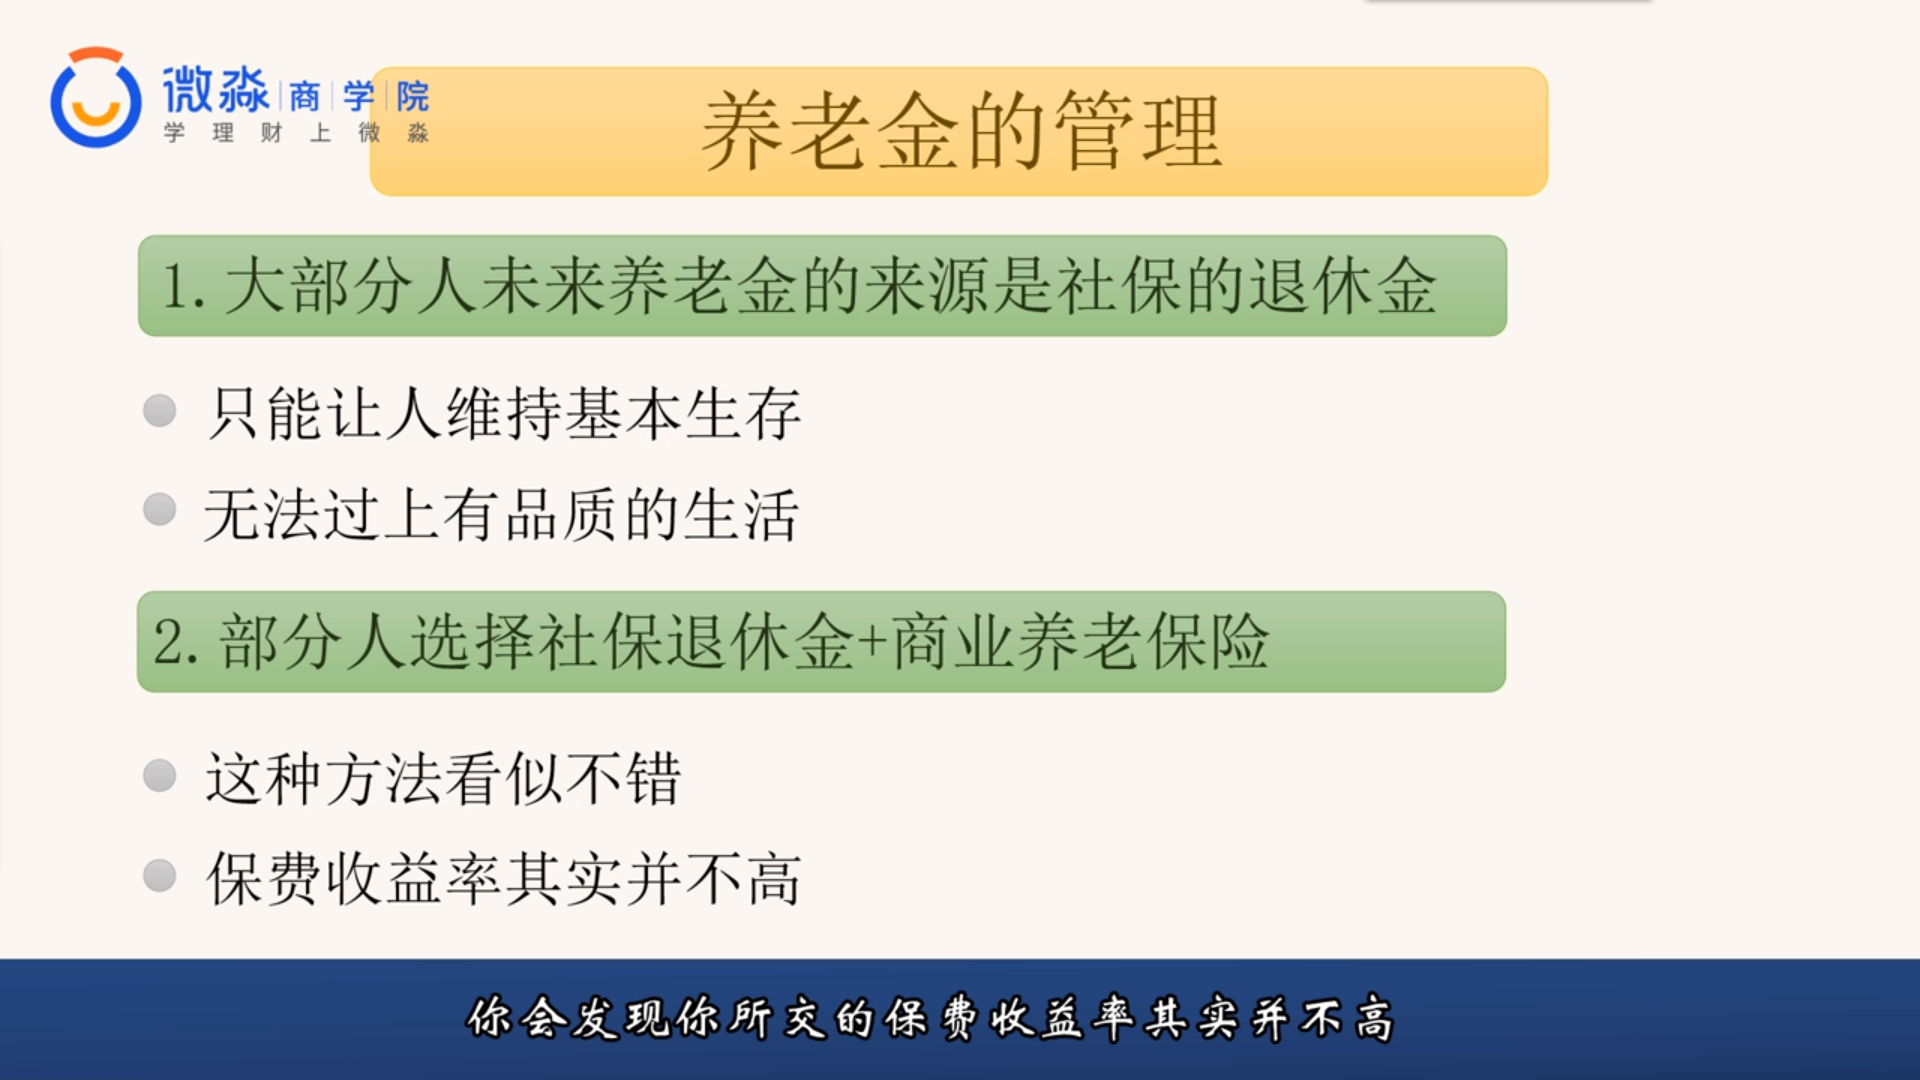 微淼商学院
学理财上微淼
养老金的管理
1.大部分人未来养老金的来源是社保的退休金
只能让人维持基本生存
无法过上有品质的生活
2.部分人选择社保退休金+商业养老保险
这种方法看似不错
保费收益率其实并不高
你会发现你所交的保费收益率其实并不高